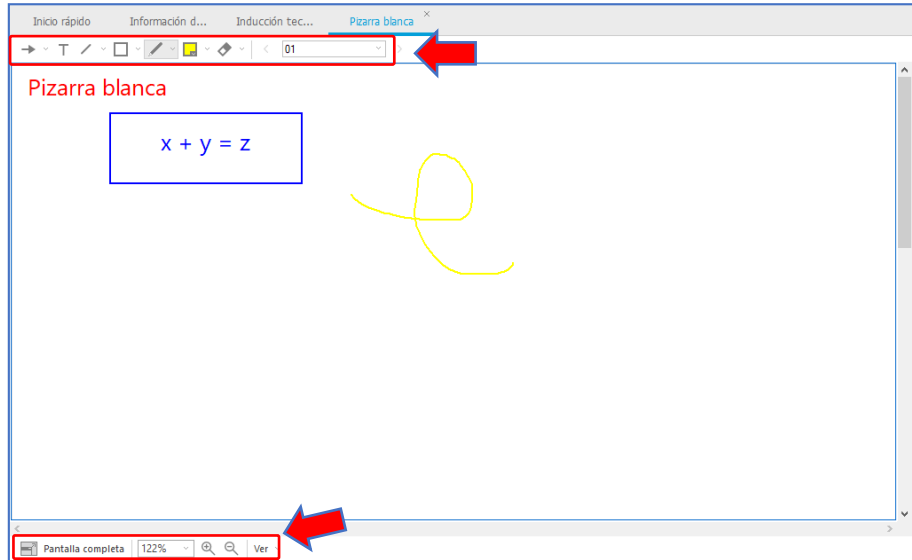 Inicio rápido Información d... Inducción tec... Pizarra blanca
T 01
Pizarra blanca
x + y = z
Pantalla completa 122% Ver